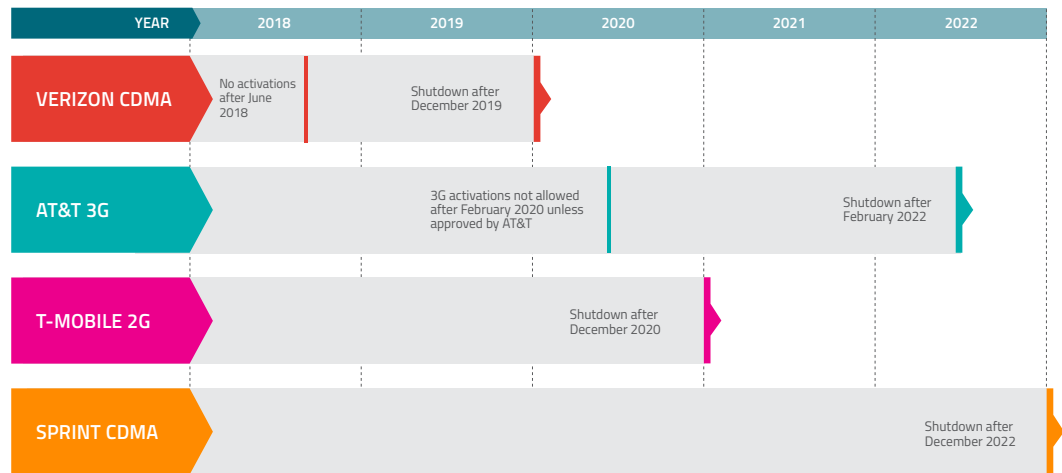 YEAR 2018 2019 2020 2021 2022
VERIZON CDMA
No activations
after June
2018
Shutdown after
December 2019
AT&T 3G
3G activations not allowed
after February 2020 unless
approved by AT&T
Shutdown after
February 2022
T-MOBILE 2G
Shutdown after
December 2020
SPRINT CDMA
Shutdown after
December 2022